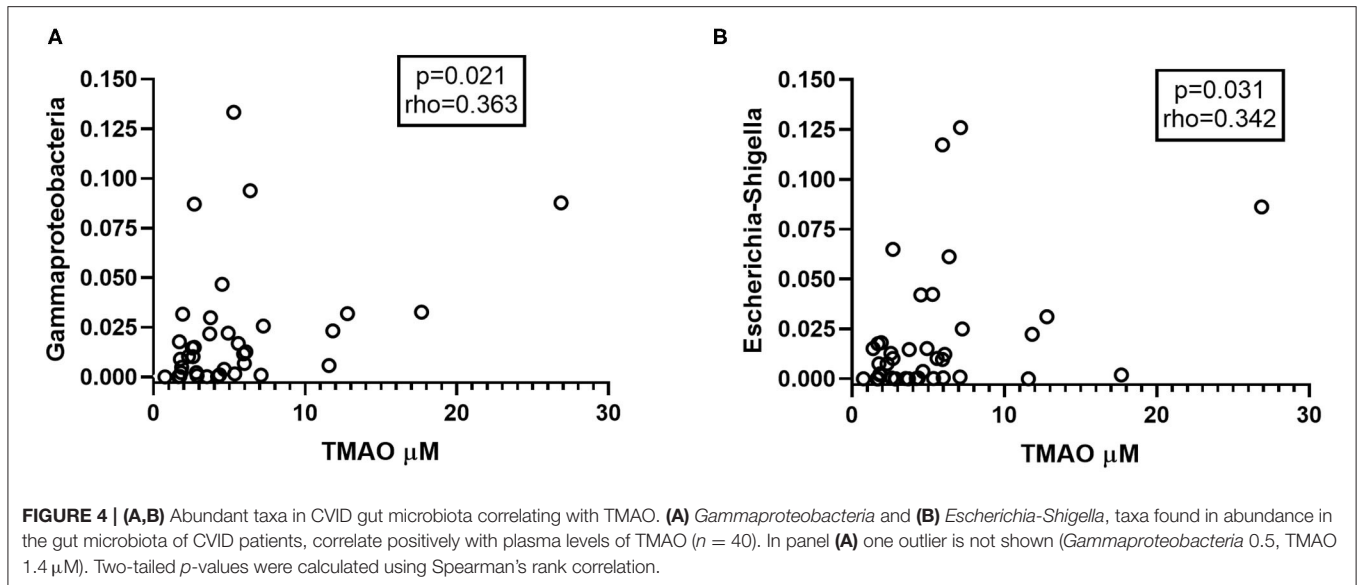 A
p=0.021
rho=0.363
Gammaproteobacteria
0.150
0.125
0.100
0.075
0.050
0.025
0.000
0 10 20 30
TMAO μM
B
p=0.031
rho=0.342
Escherichia-Shigella
0.150
0.125
0.100
0.075
0.050
0.025
0.000
0 10 20 30
TMAO μM
FIGURE 4 | (A,B) Abundant taxa in CVID gut microbiota correlating with TMAO. (A) Gammaproteobacteria and (B) Escherichia-Shigella, taxa found in abundance in
the gut microbiota of CVID patients, correlate positively with plasma levels of TMAO (n = 40). In panel (A) one outlier is not shown (Gammaproteobacteria 0.5, TMAO
1.4 μM). Two-tailed p-values were calculated using Spearman's rank correlation.